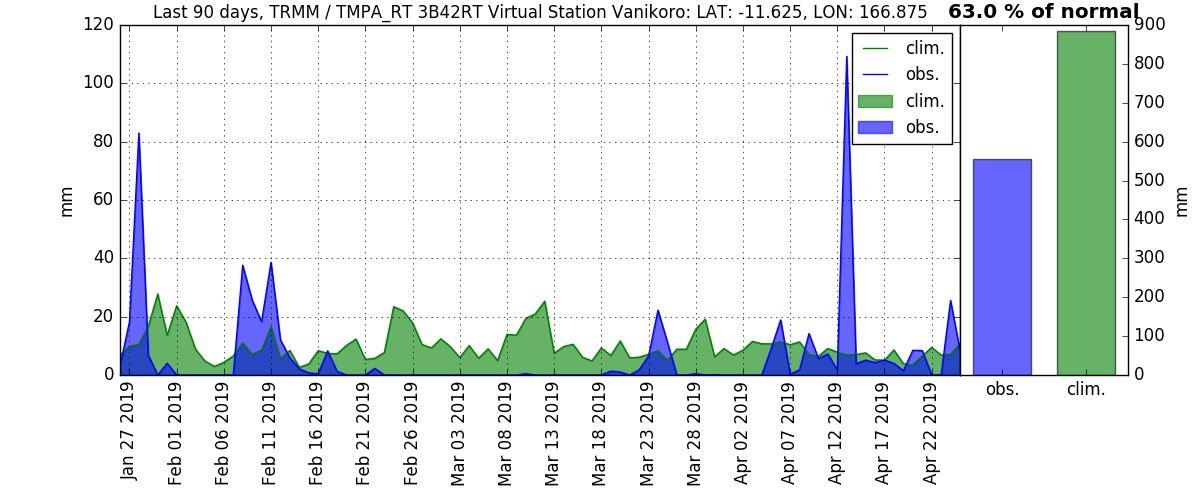 Last 90 days, TRMM / TMPA_RT 3B42RT Virtual Station Vanikoro: LAT: -11.625, LON: 166.875
63.0 % of normal
clim.
obs.
clim.
obs.
mm
120
100
80
60
40
20
0
Jan 27 2019
Feb 01 2019
Feb 06 2019
Feb 11 2019
Feb 16 2019
Feb 21 2019
Feb 26 2019
Mar 03 2019
Mar 08 2019
Mar 13 2019
Mar 18 2019
Mar 23 2019
Mar 28 2019
Apr 02 2019
Apr 07 2019
Apr 12 2019
Apr 17 2019
Apr 22 2019
obs.
clim.
900
800
700
600
500
400
300
200
100
0
mm